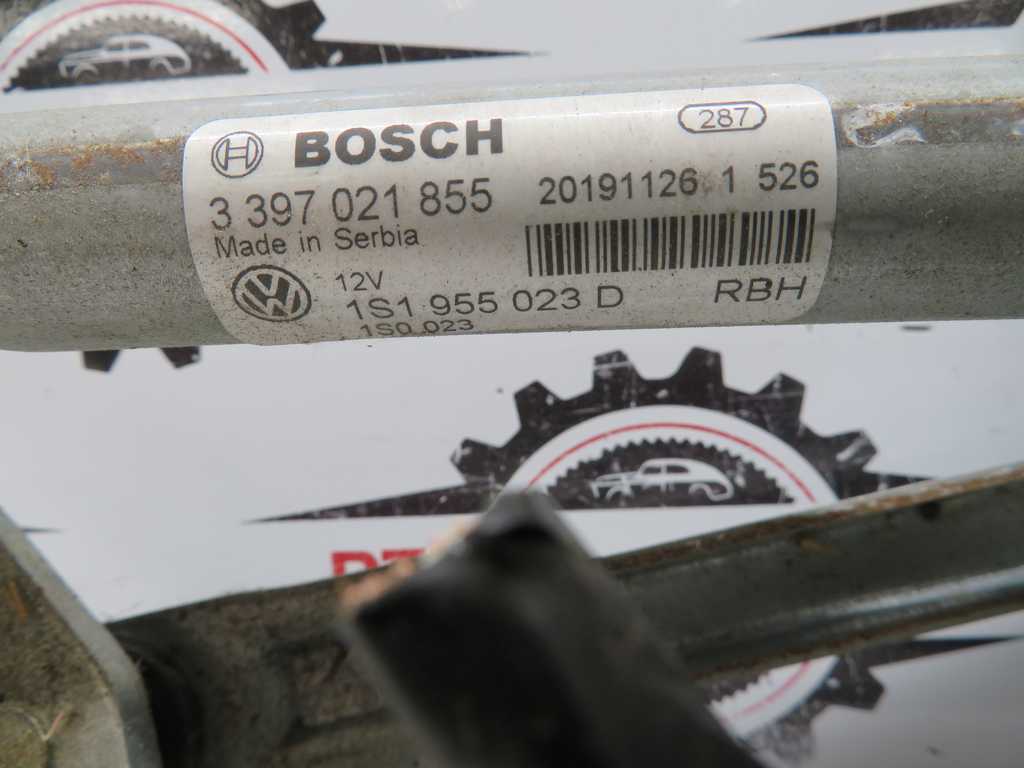 BOSCH
287
3 397 021 855
20191126 1 526
Made in Serbia
12V
1S1 955 023 D
RBH
1S0 023